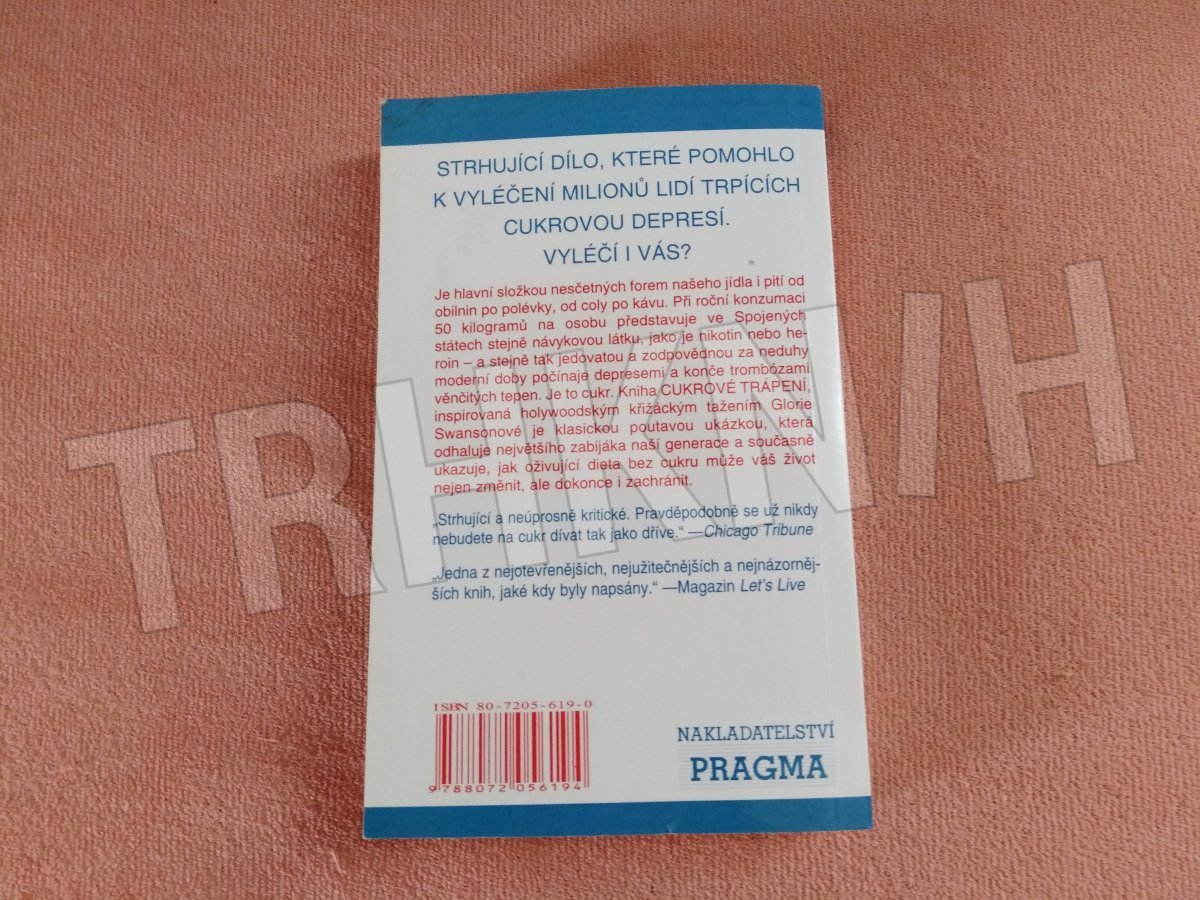 STRHUJÍCÍ DÍLO, KTERÉ POMOHLO
K VYLÉČENÍ MILIONŮ LIDÍ TRPÍCÍCH
CUKROVOU DEPRESÍ.
VYLÉČÍ I VÁS?
Je hlavní složkou nesčetných forem našeho jídla i pití od
obilnin po polévky, od coly po kávu. Při roční konzumaci
50 kilogramů na osobu představuje ve Spojených
státech stejně návykovou látku, jako je nikotin nebo he-
roin – a stejně tak jedovatou a zodpovědnou za neduhy
moderní doby počínaje depresemi a konče trombózami
věnčitých tepen. Je to cukr. Kniha CUKROVÉ TRÁPENÍ,
inspirovaná holywoodským křižáckým tažením Glorie
Swansonové je klasickou poutavou ukázkou, která
odhaluje největšího zabijáka naší generace a současně
ukazuje, jak oživující dieta bez cukru může váš život
nejen změnit, ale dokonce i zachránit.
„Strhující a neúprosně kritické. Pravděpodobně se už nikdy
nebudete na cukr dívat tak jako dříve.“ —Chicago Tribune
„Jedna z nejotevřenějších, nejužitečnějších a nejnázorněj-
ších knih, jaké kdy byly napsány.“ —Magazin Let's Live
ISBN 80-7205-619-0
9 788072 056194
NAKLADATELSTVÍ
PRAGMA
TRHKNIH